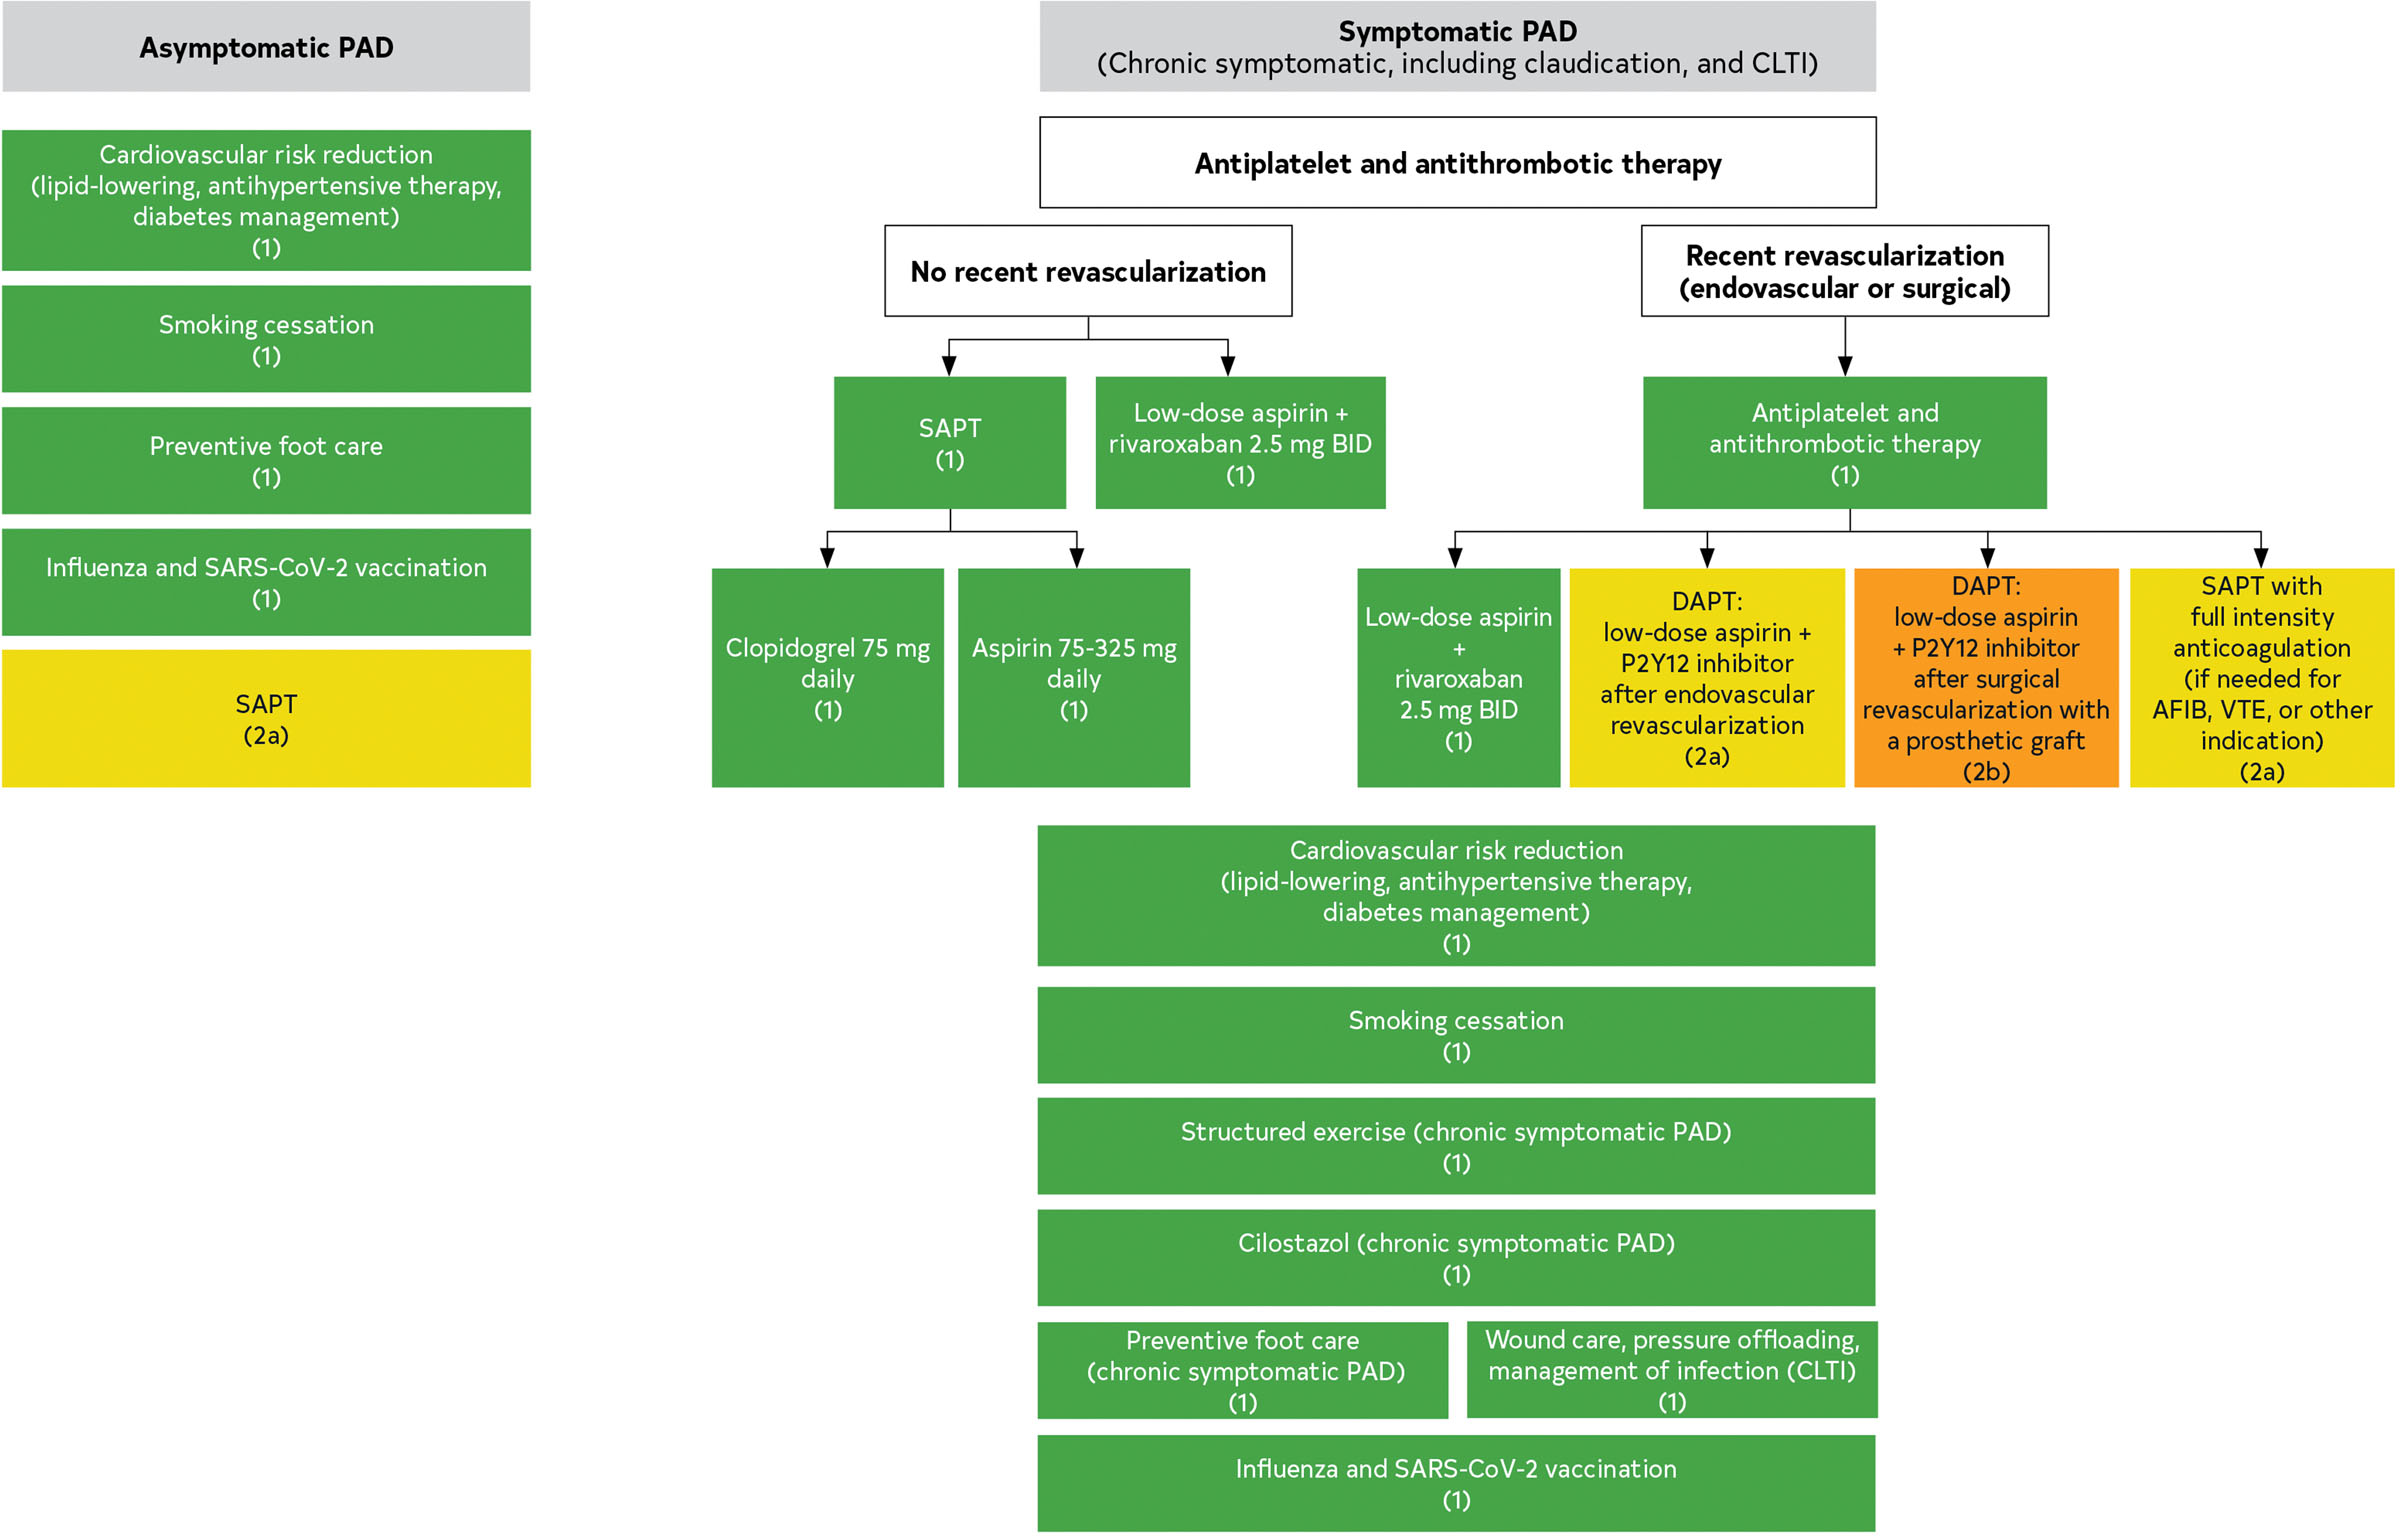 Asymptomatic PAD
Cardiovascular risk reduction
(lipid-lowering, antihypertensive therapy,
diabetes management)
(1)
Smoking cessation
(1)
Preventive foot care
(1)
Influenza and SARS-CoV-2 vaccination
(1)
SAPT
(2a)
Symptomatic PAD
(Chronic symptomatic, including claudication, and CLTI)
Antiplatelet and antithrombotic therapy
No recent revascularization
SAPT
(1)
Low-dose aspirin +
rivaroxaban 2.5 mg BID
(1)
Clopidogrel 75 mg
daily
(1)
Aspirin 75-325 mg
daily
(1)
Recent revascularization
(endovascular or surgical)
Antiplatelet and
antithrombotic therapy
(1)
Low-dose aspirin
+
rivaroxaban
2.5 mg BID
(1)
DAPT:
low-dose aspirin +
P2Y12 inhibitor
after endovascular
revascularization
(2a)
DAPT:
low-dose aspirin
+ P2Y12 inhibitor
after surgical
revascularization with
a prosthetic graft
(2b)
SAPT with
full intensity
anticoagulation
(if needed for
AFIB, VTE, or other
indication)
(2a)
Cardiovascular risk reduction
(lipid-lowering, antihypertensive therapy,
diabetes management)
(1)
Smoking cessation
(1)
Structured exercise (chronic symptomatic PAD)
(1)
Cilostazol (chronic symptomatic PAD)
(1)
Preventive foot care
(chronic symptomatic PAD)
(1)
Wound care, pressure offloading,
management of infection (CLTI)
(1)
Influenza and SARS-CoV-2 vaccination
(1)